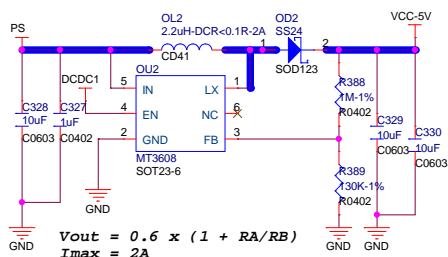 PS
OL2
2.2uH-DCR<0.1R-2A
CD41
OD2
SS24
SOD123
VCC-5V
1
2
OU2
DCDC1
5
IN
LX
1
4
EN
NC
6
2
GND
FB
3
MT3608
SOT23-6
C328
10uF
C0603
C327
1uF
C0402
R388
1M-1%
R0402
R389
130K-1%
R0402
C329
10uF
C0603
C330
10uF
C0603
GND
GND
GND
GND
Vout = 0.6 x (1 + RA/RB)
Imax = 2A